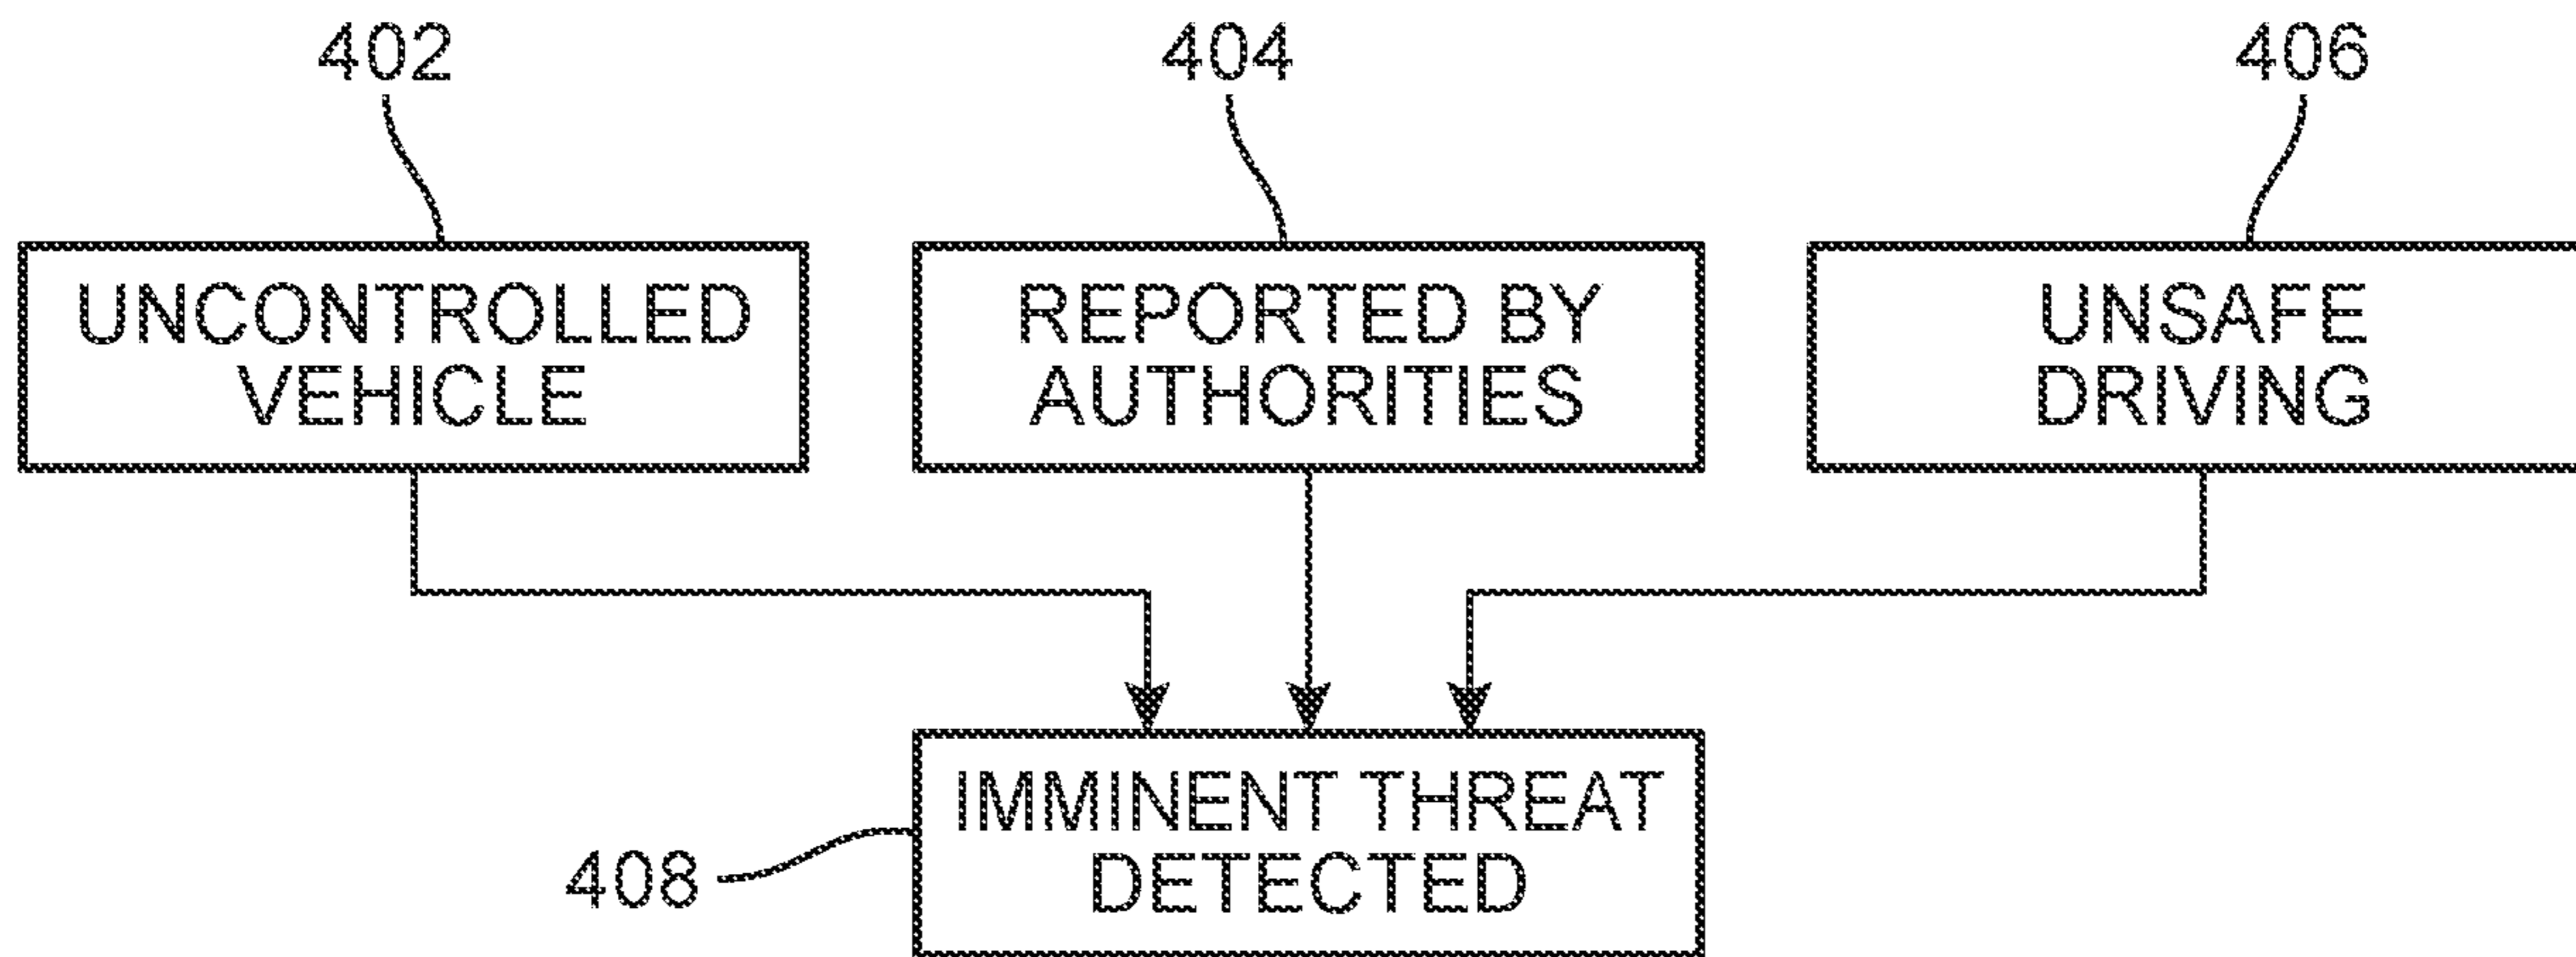 402
404
406
UNCONTROLLED
VEHICLE
REPORTED BY
AUTHORITIES
UNSAFE
DRIVING
IMMINENT THREAT
DETECTED
408